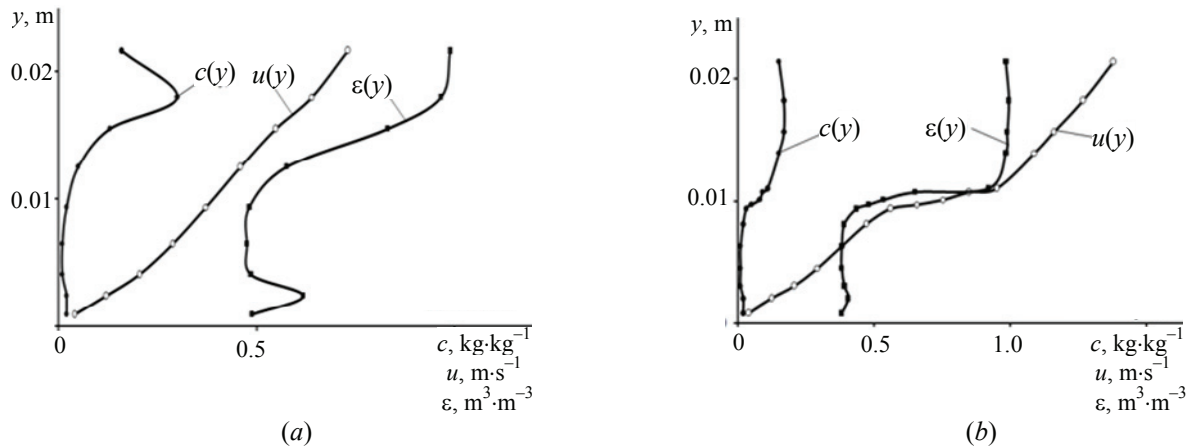 y, m
0.02
0.01
0
0.5
c(y)
u(y)
ε(y)
c, kg·kg⁻¹
u, m·s⁻¹
ε, m³·m⁻³
(a)
y, m
0.02
0.01
0
0.5
1.0
c(y)
ε(y)
u(y)
c, kg·kg⁻¹
u, m·s⁻¹
ε, m³·m⁻³
(b)